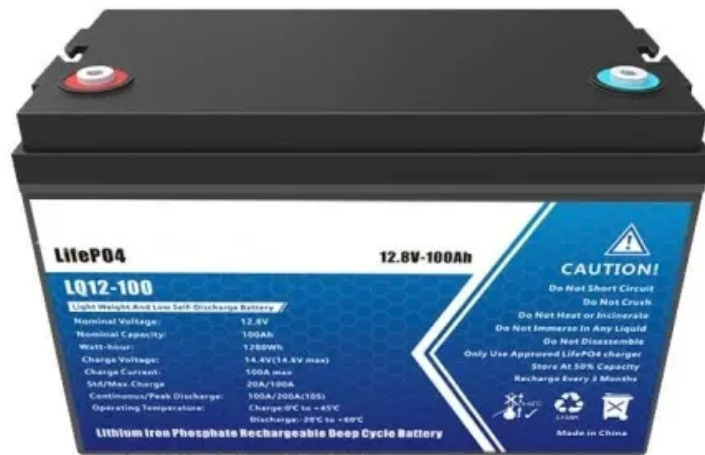 LifePO4
12.8V-100Ah
LQ12-100
Light Weight And Low Self-Discharge Battery
Nominal Voltage: 12.8V
Nominal Capacity: 100Ah
Watt-hour: 1280Wh
Charge Voltage: 14.4V(14.6V max)
Charge Current: 100A max
Std/Max.Charge 20A/100A
Continuous/Peak Discharge: 100A/200A(10S)
Operating Temperature: Charge:0℃ to +45℃
Discharge:-20℃ to +60℃
Lithium Iron Phosphate Rechargeable Deep Cycle Battery
CAUTION!
Do Not Short Circuit
Do Not Crush
Do Not Heat or Incinerate
Do Not Immerse In Any Liquid
Do Not Disassemble
Only Use Approved LifePO4 charger
Store At 50% Capacity
Recharge Every 3 Months
Li-ion
Made in China